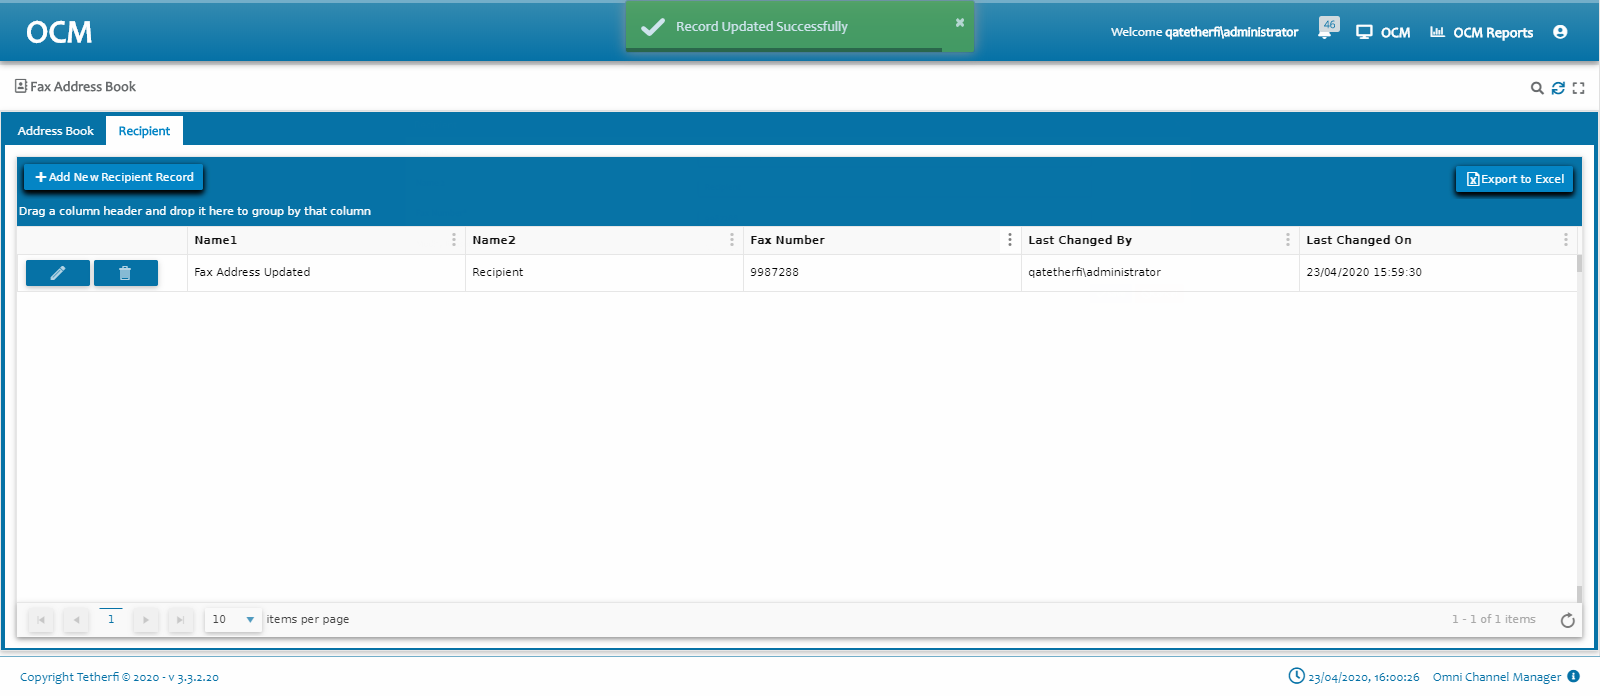 OCM
Record Updated Successfully
Welcome qatetherfi\administrator
46
OCM
OCM Reports
Fax Address Book
Address Book
Recipient
Add New Recipient Record
Export to Excel
Drag a column header and drop it here to group by that column
Name1 Name2 Fax Number Last Changed By Last Changed On
Fax Address Updated Recipient 9987288 qatetherfi\administrator 23/04/2020 15:59:30
1 10 items per page 1 - 1 of 1 items
Copyright Tetherfi © 2020 - v 3.3.2.20 23/04/2020, 16:00:26 Omni Channel Manager